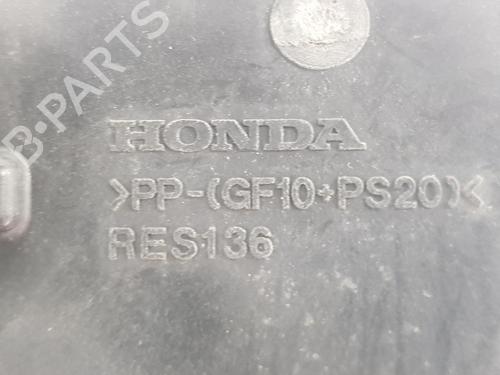 B-PARTS
HONDA
>PP-(GF10+PS20)<
RES136